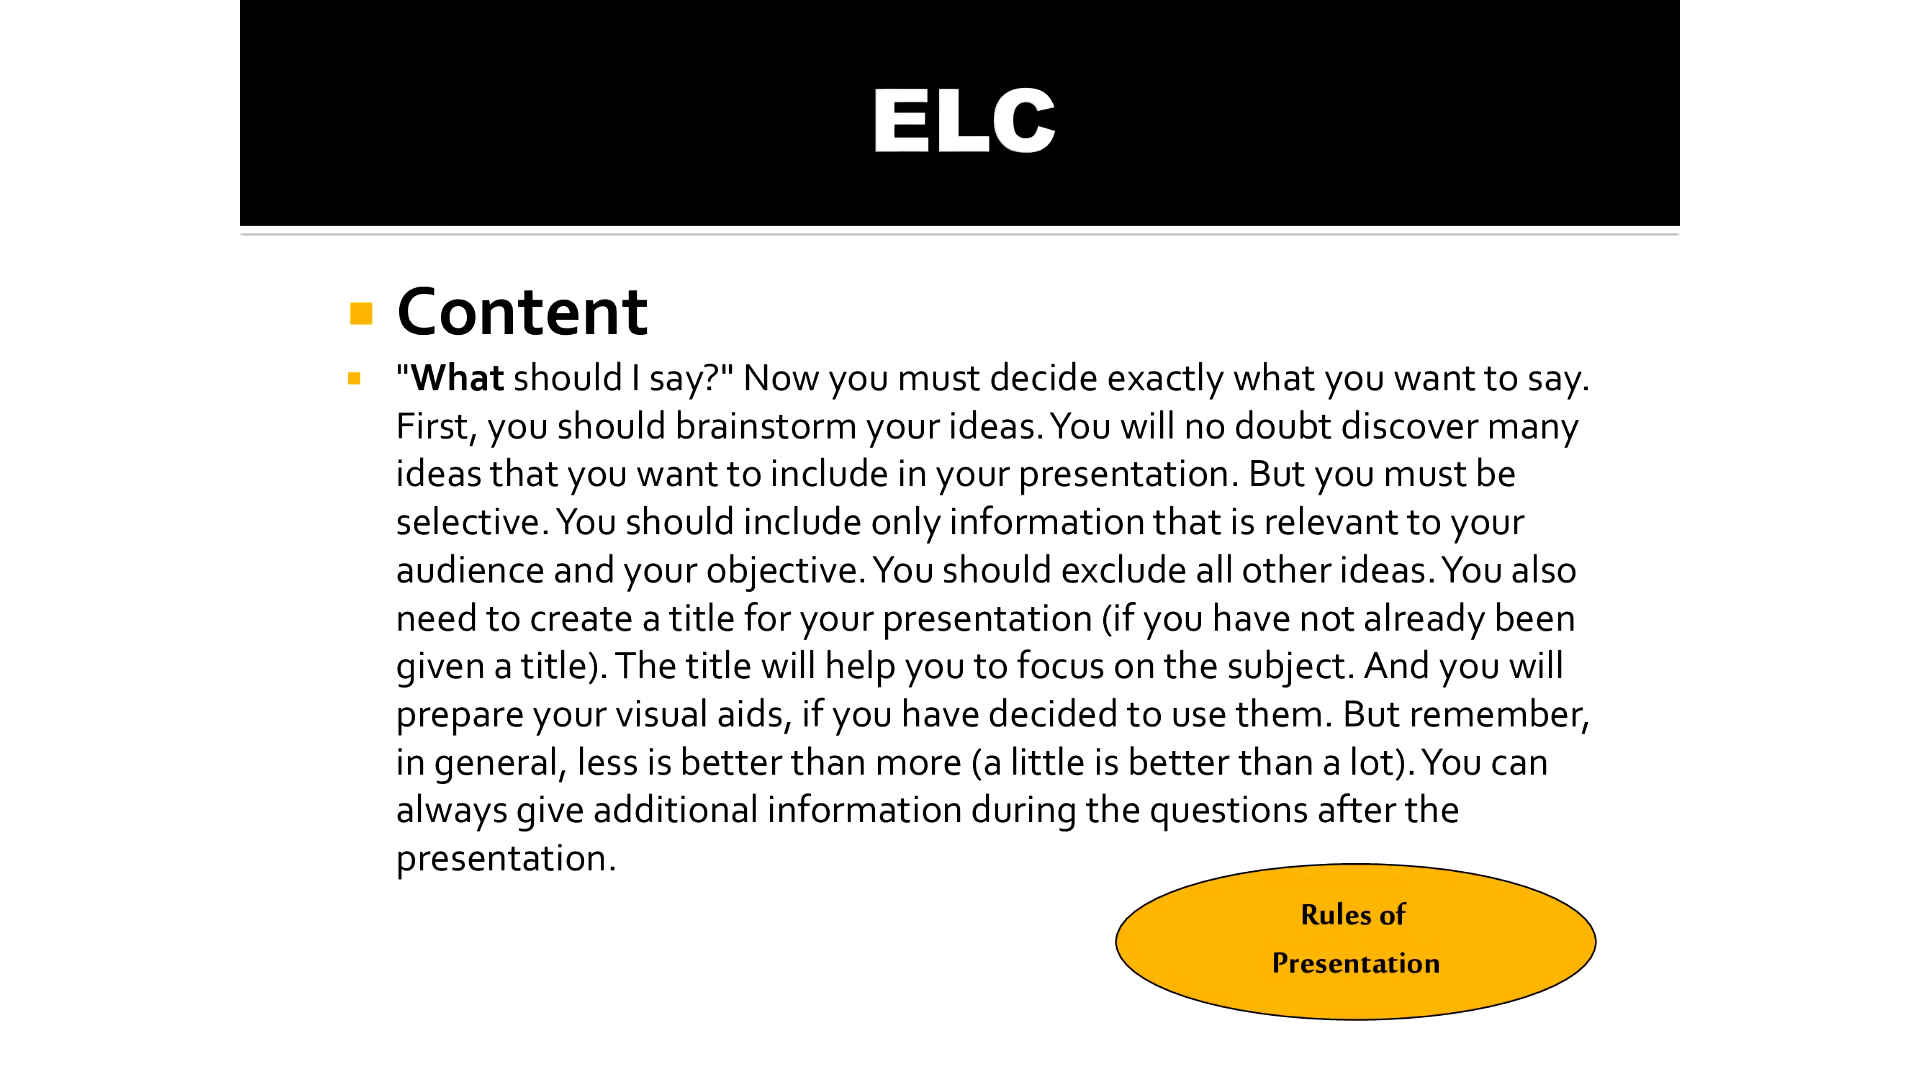 ELC
Content
"What should I say?" Now you must decide exactly what you want to say.
First, you should brainstorm your ideas. You will no doubt discover many
ideas that you want to include in your presentation. But you must be
selective. You should include only information that is relevant to your
audience and your objective. You should exclude all other ideas. You also
need to create a title for your presentation (if you have not already been
given a title). The title will help you to focus on the subject. And you will
prepare your visual aids, if you have decided to use them. But remember,
in general, less is better than more (a little is better than a lot). You can
always give additional information during the questions after the
presentation.
Rules of
Presentation